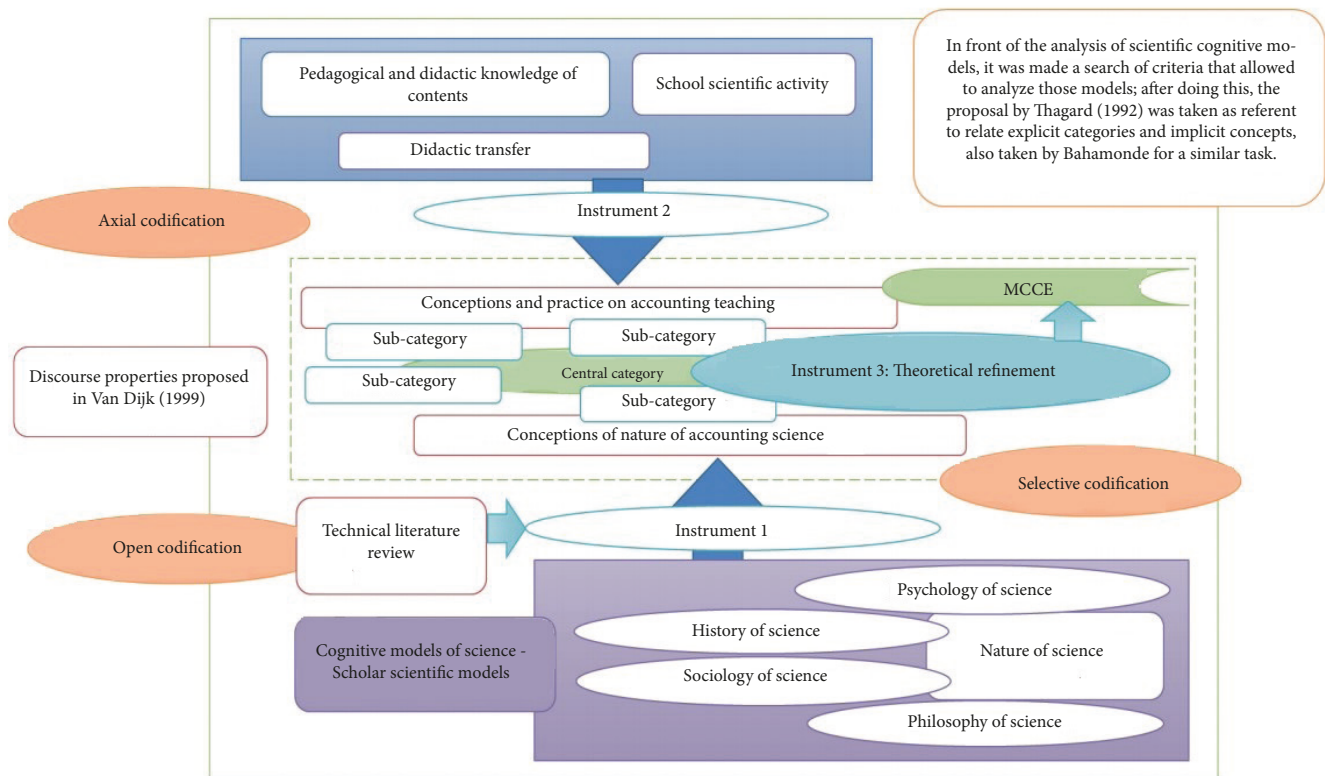 Pedagogical and didactic knowledge of
contents
School scientific activity
Didactic transfer
In front of the analysis of scientific cognitive mo-
dels, it was made a search of criteria that allowed
to analyze those models; after doing this, the
proposal by Thagard (1992) was taken as referent
to relate explicit categories and implicit concepts,
also taken by Bahamonde for a similar task.
Axial codification
Instrument 2
Conceptions and practice on accounting teaching
MCCE
Sub-category
Sub-category
Discourse properties proposed
in Van Dijk (1999)
Sub-category
Central category
Instrument 3: Theoretical refinement
Sub-category
Conceptions of nature of accounting science
Selective codification
Open codification
Technical literature
review
Instrument 1
Cognitive models of science -
Scholar scientific models
Psychology of science
History of science
Nature of science
Sociology of science
Philosophy of science